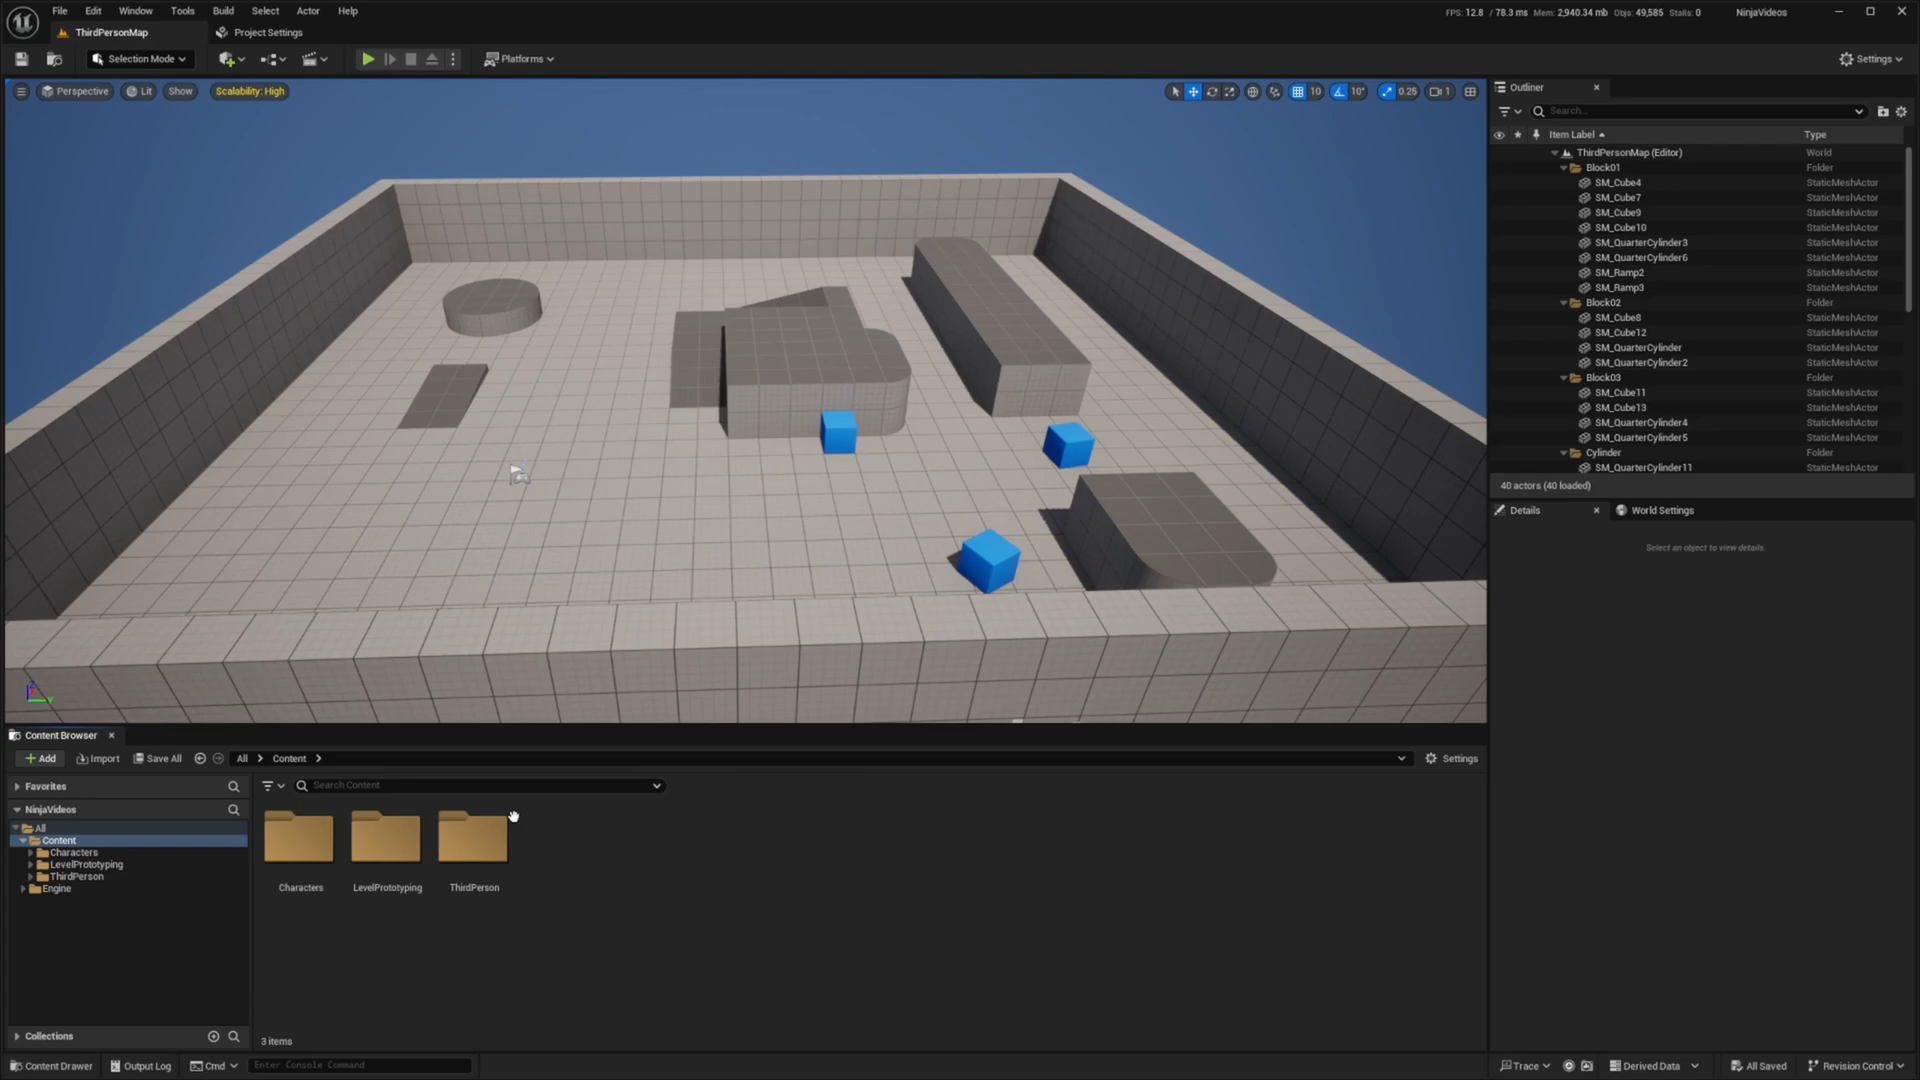 File Edit Window Tools Build Select Actor Help
FPS: 12.8 / 78.3 ms Mem: 2,940.34 mb Objs: 49,585 Stalls: 0 NinjaVideos
ThirdPersonMap Project Settings
Selection Mode Platforms Settings
Perspective Lit Show Scalability: High 10 10° 0.25 1
Outliner
Search...
Item Label Type
ThirdPersonMap (Editor) World
Block01 Folder
SM_Cube4 StaticMeshActor
SM_Cube7 StaticMeshActor
SM_Cube9 StaticMeshActor
SM_Cube10 StaticMeshActor
SM_QuarterCylinder3 StaticMeshActor
SM_QuarterCylinder6 StaticMeshActor
SM_Ramp2 StaticMeshActor
SM_Ramp3 StaticMeshActor
Block02 Folder
SM_Cube8 StaticMeshActor
SM_Cube12 StaticMeshActor
SM_QuarterCylinder StaticMeshActor
SM_QuarterCylinder2 StaticMeshActor
Block03 Folder
SM_Cube11 StaticMeshActor
SM_Cube13 StaticMeshActor
SM_QuarterCylinder4 StaticMeshActor
SM_QuarterCylinder5 StaticMeshActor
Cylinder Folder
SM_QuarterCylinder11 StaticMeshActor
40 actors (40 loaded)
Details World Settings
Select an object to view details.
Content Browser
Add Import Save All All Content Settings
Favorites
Search Content
NinjaVideos
All
Content
Characters
LevelPrototyping
ThirdPerson
Engine
Characters LevelPrototyping ThirdPerson
Collections
3 items
Content Drawer Output Log Cmd Enter Console Command
Trace Derived Data All Saved Revision Control